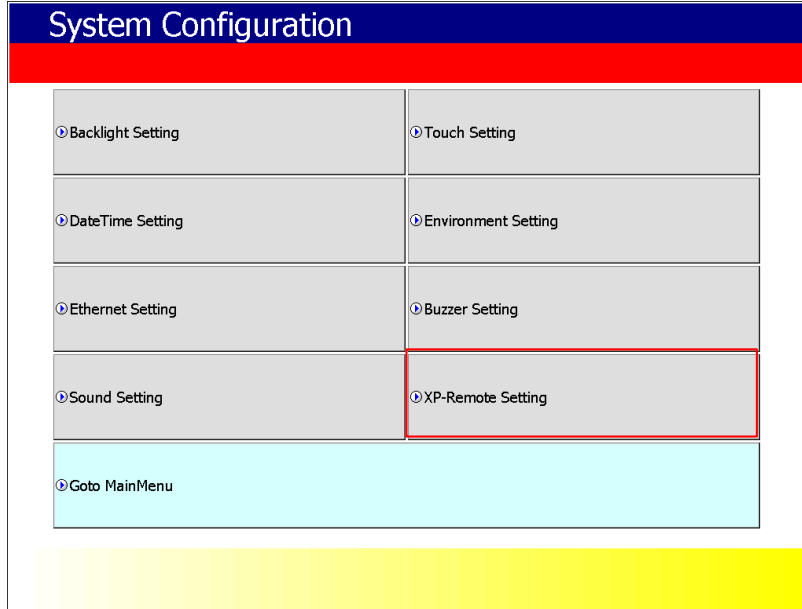 System Configuration
Backlight Setting
Touch Setting
DateTime Setting
Environment Setting
Ethernet Setting
Buzzer Setting
Sound Setting
XP-Remote Setting
Goto MainMenu